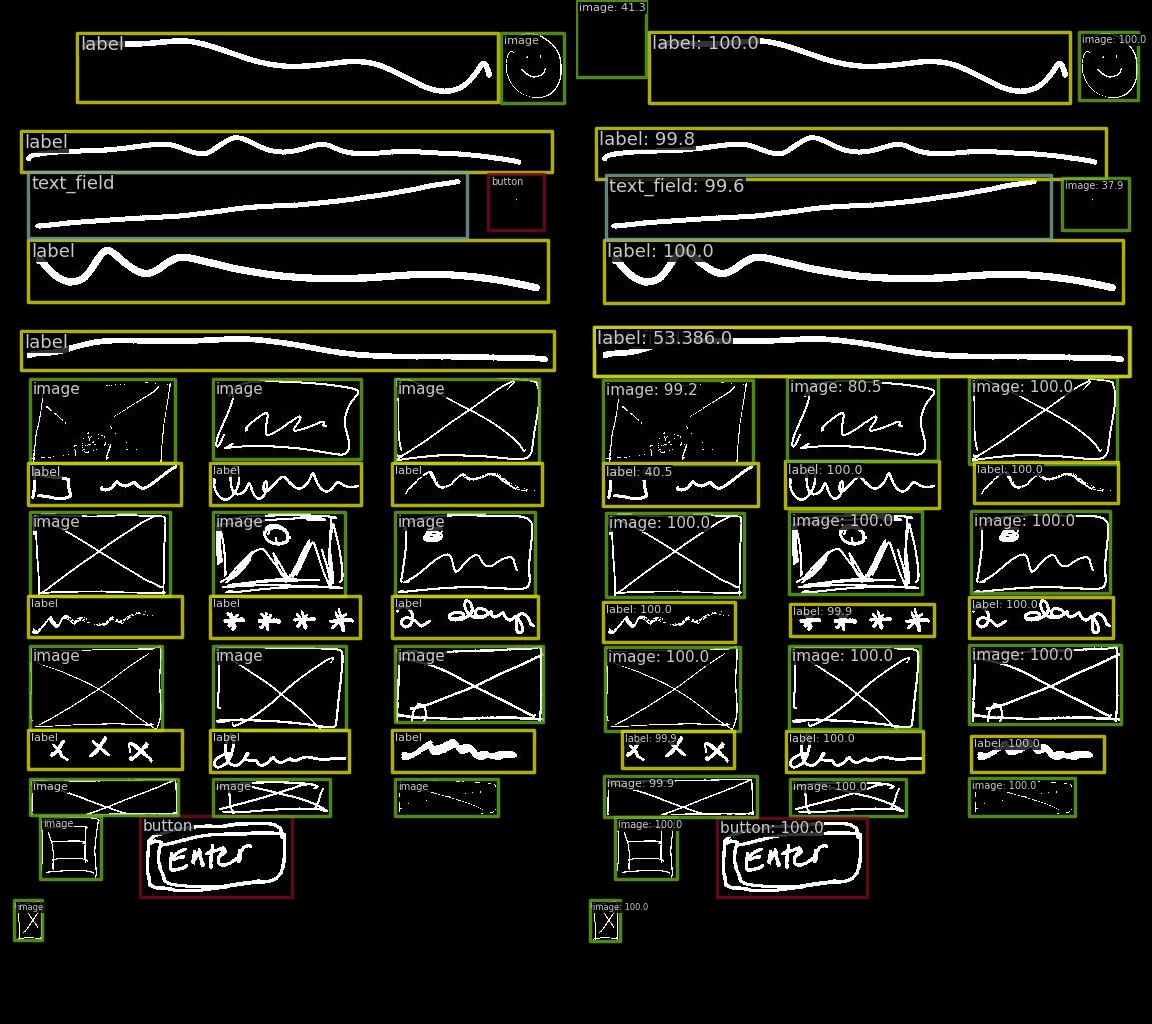 image: 41.3
label image label: 100.0 image: 100.0
label label: 99.8
text_field button text_field: 99.6 image: 37.9
label label: 100.0
label label: 53.386.0
image image image image: 99.2 image: 80.5 image: 100.0
label label label label: 40.5 label: 100.0 label: 100.0
image image image image: 100.0 image: 100.0 image: 100.0
label label label label: 100.0 label: 99.9 label: 100.0
* * * * * * * *
image image image image: 100.0 image: 100.0 image: 100.0
label label label label: 99.9 label: 100.0 label: 100.0
x x x x x x
image image image image: 99.9 image: 100.0 image: 100.0
image button image: 100.0 button: 100.0
Enter Enter
image image: 100.0